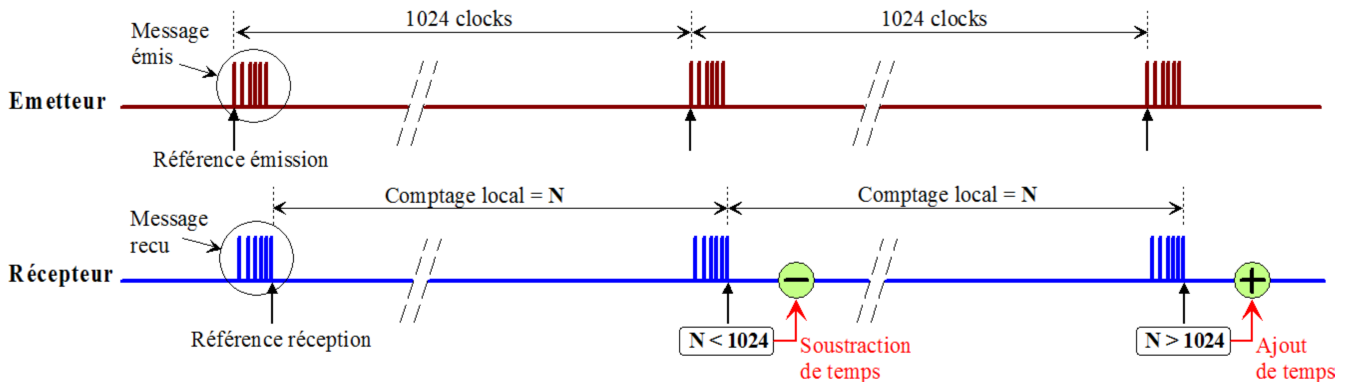 1024 clocks
1024 clocks
Message
émis
Emetteur
Référence émission
Comptage local = N
Comptage local = N
Message
recu
Récepteur
Référence réception
N < 1024
Soustraction
de temps
N > 1024
Ajout
de temps